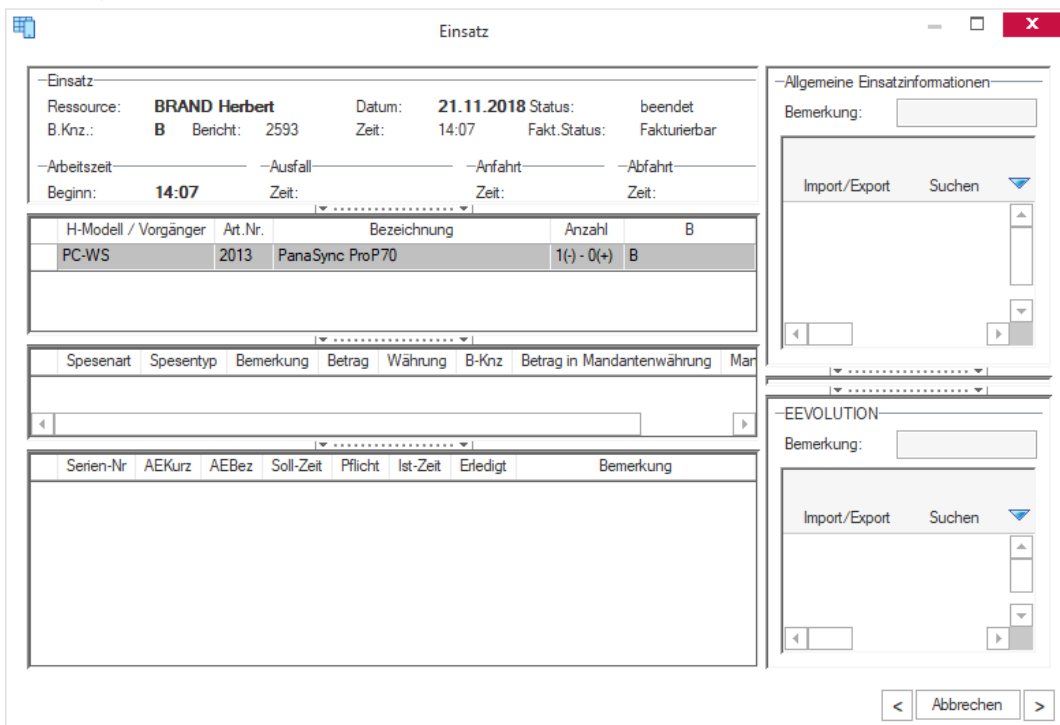 Einsatz
Einsatz
Ressource: BRAND Herbert Datum: 21.11.2018 Status: beendet
B.Knz.: B Bericht: 2593 Zeit: 14:07 Fakt.Status: Fakturierbar
Arbeitszeit Ausfall Anfahrt Abfahrt
Beginn: 14:07 Zeit: Zeit: Zeit:
H-Modell / Vorgänger Art.Nr. Bezeichnung Anzahl B
PC-WS 2013 PanaSync ProP70 1(-) - 0(+) B
Spesenart Spesentyp Bemerkung Betrag Währung B-Knz Betrag in Mandantenwährung Man
Serien-Nr AEKurz AEBez Soll-Zeit Pflicht Ist-Zeit Erledigt Bemerkung
Allgemeine Einsatzinformationen
Bemerkung:
Import/Export Suchen
EEVOLUTION
Bemerkung:
Import/Export Suchen
< Abbrechen >